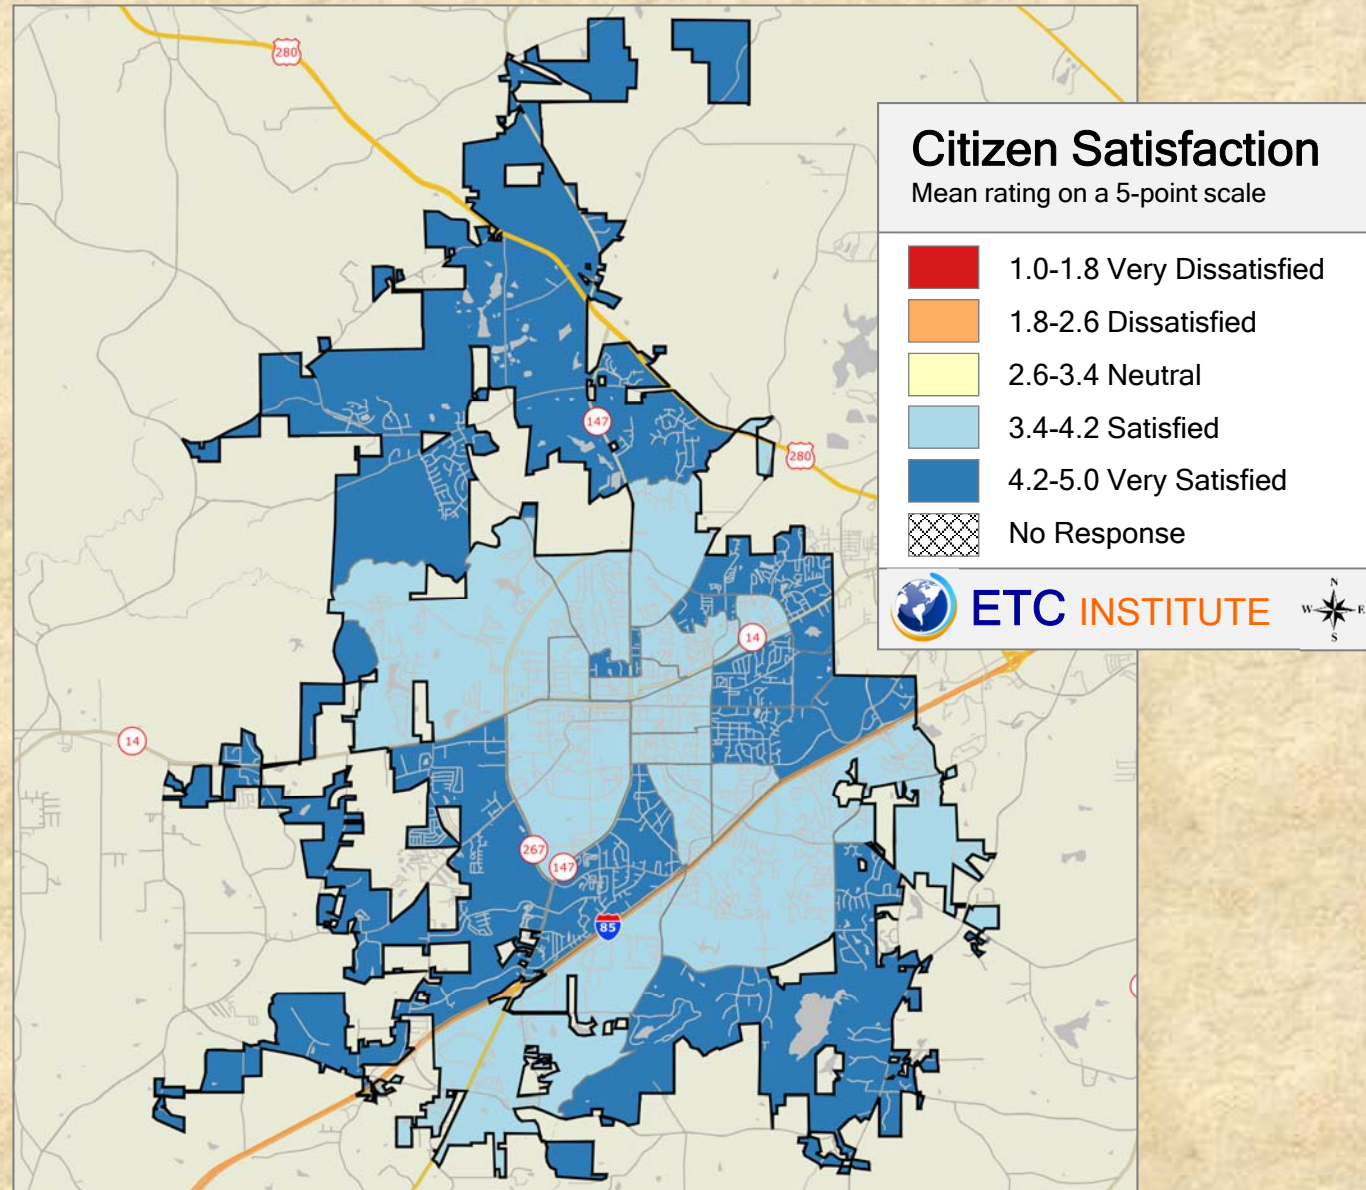 280
Citizen Satisfaction
Mean rating on a 5-point scale
1.0-1.8 Very Dissatisfied
1.8-2.6 Dissatisfied
2.6-3.4 Neutral
3.4-4.2 Satisfied
4.2-5.0 Very Satisfied
No Response
ETC INSTITUTE
N
W E
S
147
280
14
14
267
147
85